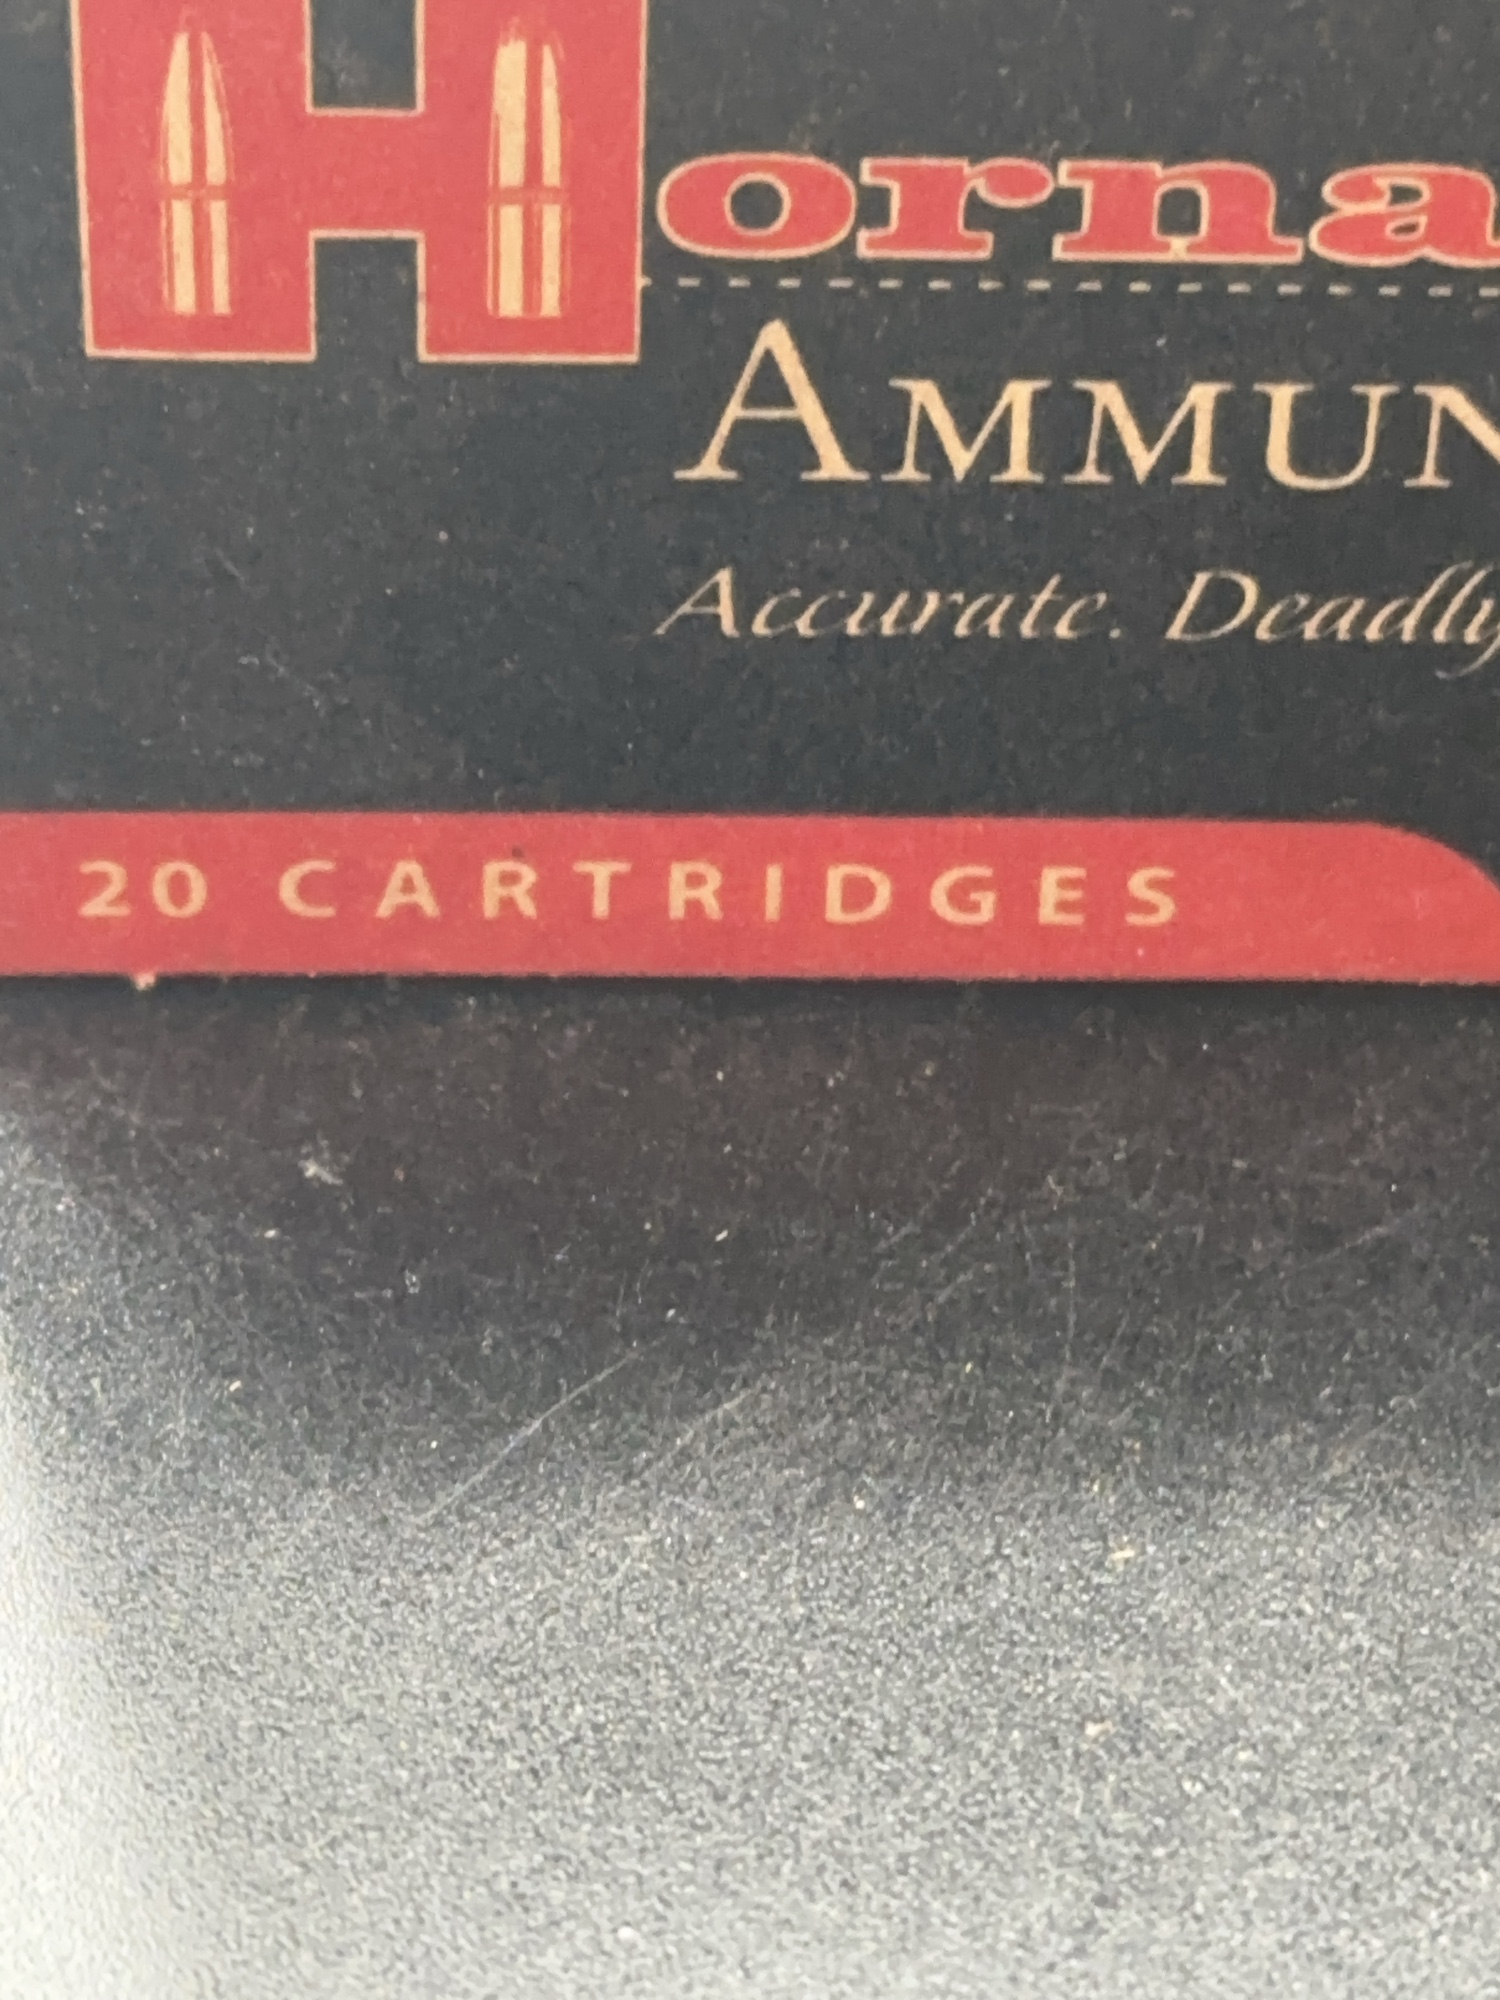 Horna
AMMUN
Accurate. Deadly
20 CARTRIDGES